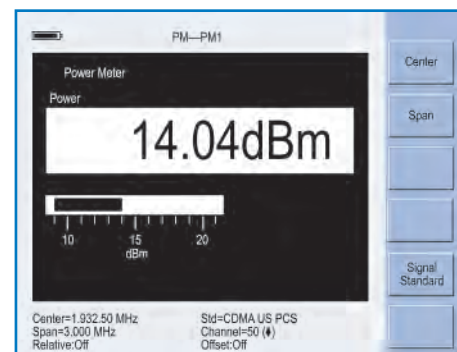 PM—PM1
Power Meter
Power
14.04dBm
10 15 20
dBm
Center=1.932.50 MHz
Span=3.000 MHz
Relative:Off
Std=CDMA US PCS
Channel=50 (⧫)
Offset:Off
Center
Span
Signal
Standard